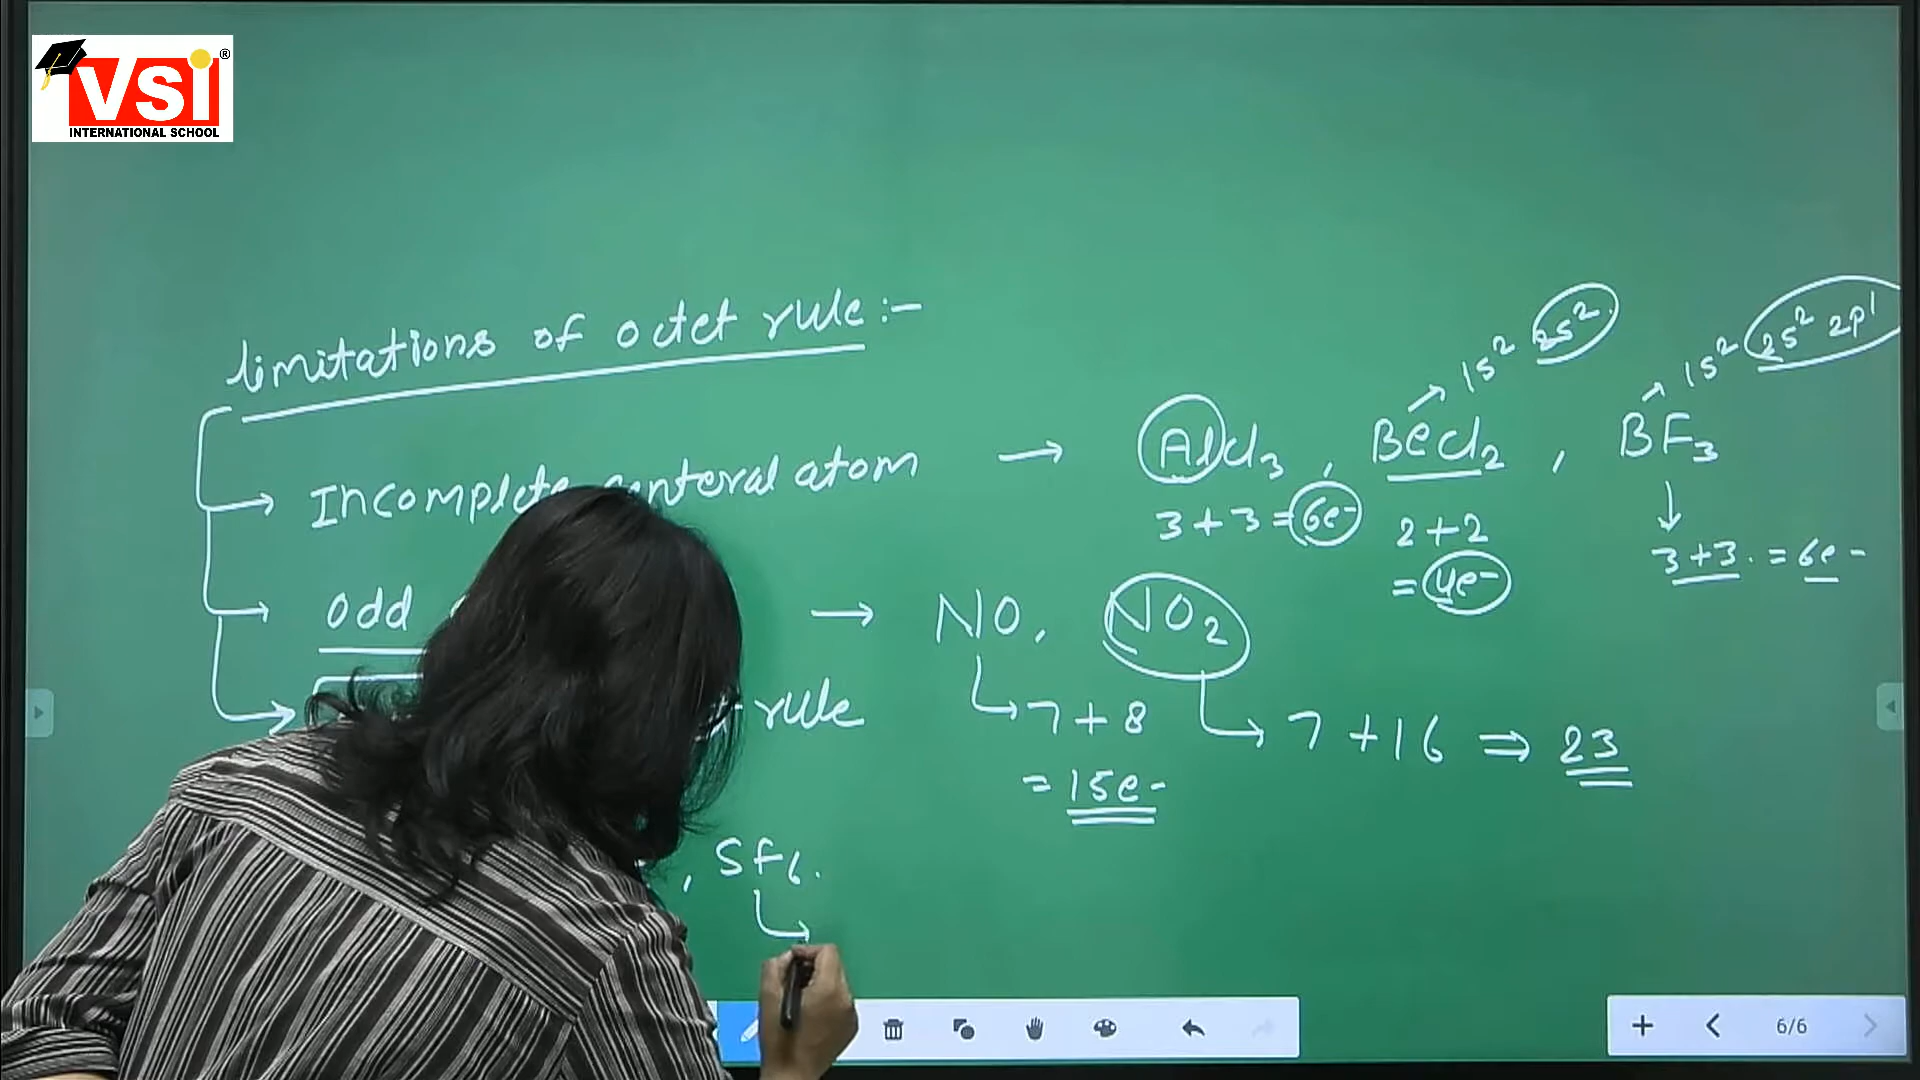 VSI ®
INTERNATIONAL SCHOOL
limitations of octet rule :-
1s² 2s²
1s² 2s² 2p¹
Incomplete centeral atom → AlCl₃ , BeCl₂ , BF₃
3+3=6e-
2+2
=4e-
3+3 = 6e-
odd → NO, NO₂
rule
7+8
=15e-
7+16 ⇒ 23
, Sf₆.
6/6